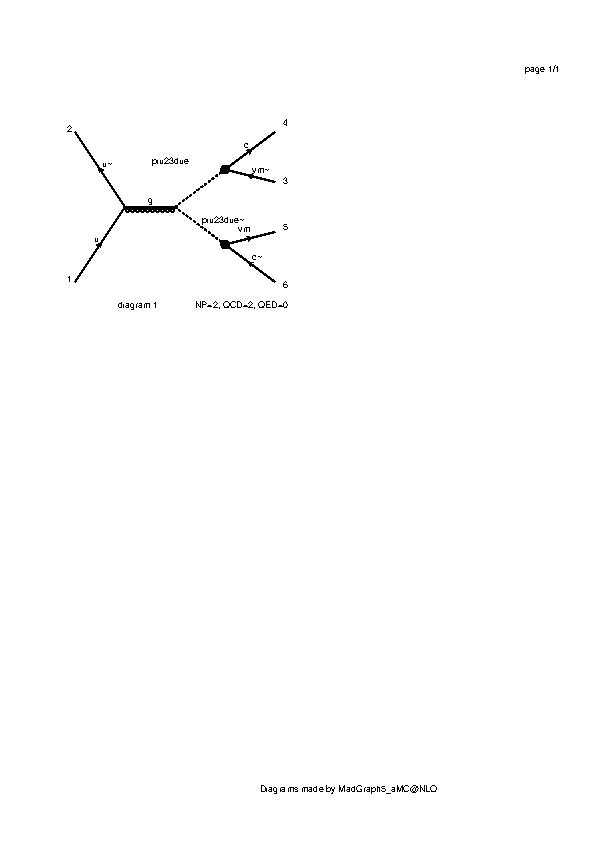 page 1/1
2
4
u~
piu23due
c
vm~
3
g
piu23due~
vm
5
u
c~
1
6
diagram 1 NP=2, QCD=2, QED=0
Diagrams made by MadGraph5_aMC@NLO